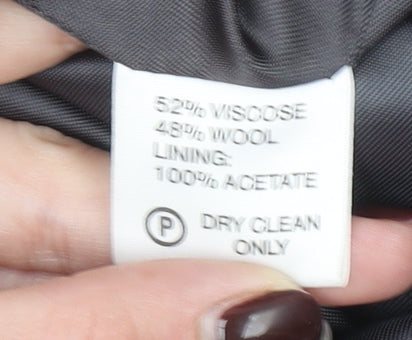 52% VISCOSE
48% WOOL
LINING:
100% ACETATE
P DRY CLEAN
ONLY